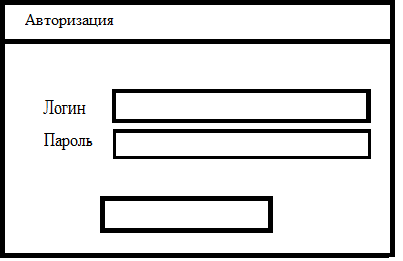 Авторизация
Логин
Пароль